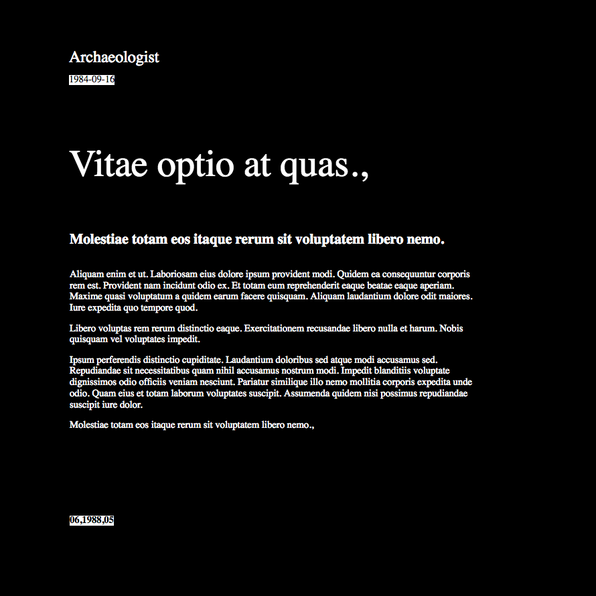 Archaeologist
1984-09-16
Vitae optio at quas.,
Molestiae totam eos itaque rerum sit voluptatem libero nemo.
Aliquam enim et ut. Laboriosam eius dolore ipsum provident modi. Quidem ea consequuntur corporis
rem est. Provident nam incidunt odio ex. Et totam eum reprehenderit eaque beatae eaque aperiam.
Maxime quasi voluptatum a quidem earum facere quisquam. Aliquam laudantium dolore odit maiores.
Iure expedita quo tempore quod.
Libero voluptas rem rerum distinctio eaque. Exercitationem recusandae libero nulla et harum. Nobis
quisquam vel voluptates impedit.
Ipsum perferendis distinctio cupiditate. Laudantium doloribus sed atque modi accusamus sed.
Repudiandae sit necessitatibus quam nihil accusamus nostrum modi. Impedit blanditiis voluptate
dignissimos odio officiis veniam nesciunt. Pariatur similique illo nemo mollitia corporis expedita unde
odio. Quam eius et totam laborum voluptates suscipit. Assumenda quidem nisi possimus repudiandae
suscipit iure dolor.
Molestiae totam eos itaque rerum sit voluptatem libero nemo.,
06,1988,05